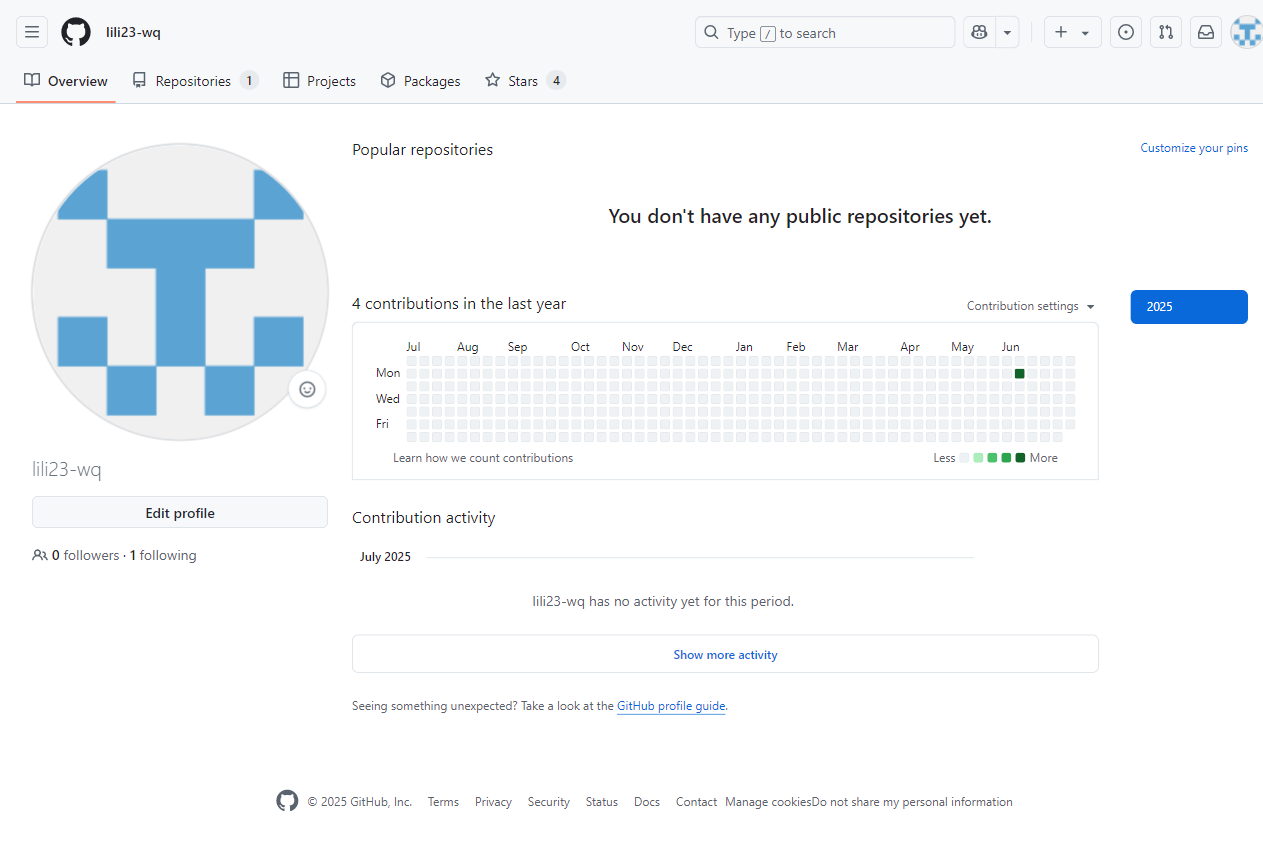 lili23-wq
Type / to search
Overview
Repositories 1
Projects
Packages
Stars 4
Popular repositories
Customize your pins
You don't have any public repositories yet.
4 contributions in the last year
Contribution settings
2025
Jul Aug Sep Oct Nov Dec Jan Feb Mar Apr May Jun
Mon
Wed
Fri
Learn how we count contributions
Less More
lili23-wq
Edit profile
0 followers · 1 following
Contribution activity
July 2025
lili23-wq has no activity yet for this period.
Show more activity
Seeing something unexpected? Take a look at the GitHub profile guide.
© 2025 GitHub, Inc. Terms Privacy Security Status Docs Contact Manage cookiesDo not share my personal information